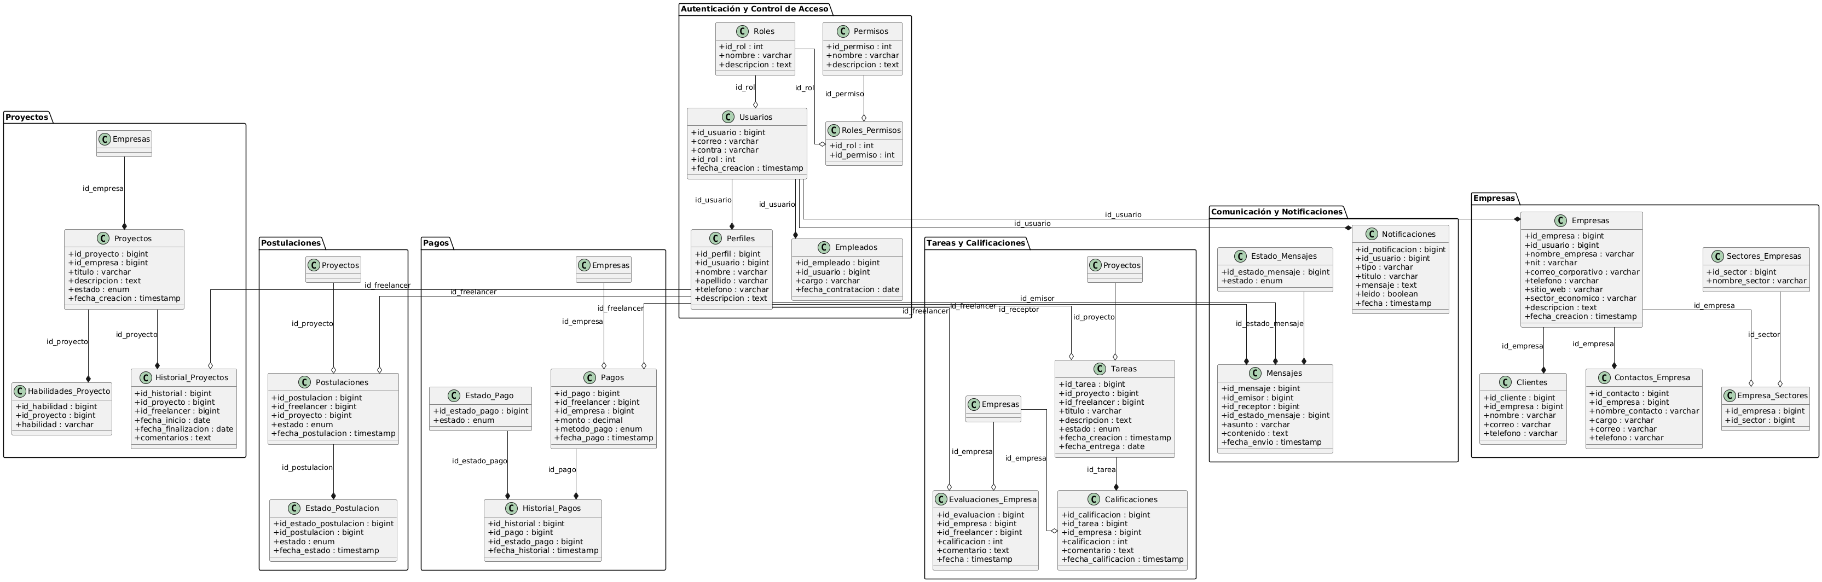 Autenticación y Control de Acceso
C Roles
+id_rol : int
+nombre : varchar
+descripcion : text
C Permisos
+id_permiso : int
+nombre : varchar
+descripcion : text
id_rol
id_rol
id_permiso
C Usuarios
+id_usuario : bigint
+correo : varchar
+contra : varchar
+id_rol : int
+fecha_creacion : timestamp
C Roles_Permisos
+id_rol : int
+id_permiso : int
id_usuario
id_usuario
id_usuario
id_usuario
C Perfiles
+id_perfil : bigint
+id_usuario : bigint
+nombre : varchar
+apellido : varchar
+telefono : varchar
+descripcion : text
C Empleados
+id_empleado : bigint
+id_usuario : bigint
+cargo : varchar
+fecha_contratacion : date
Proyectos
C Empresas
id_empresa
C Proyectos
+id_proyecto : bigint
+id_empresa : bigint
+titulo : varchar
+descripcion : text
+estado : enum
+fecha_creacion : timestamp
id_proyecto
id_proyecto
id_freelancer
C Habilidades_Proyecto
+id_habilidad : bigint
+id_proyecto : bigint
+habilidad : varchar
C Historial_Proyectos
+id_historial : bigint
+id_proyecto : bigint
+id_freelancer : bigint
+fecha_inicio : date
+fecha_finalizacion : date
+comentarios : text
Postulaciones
C Proyectos
id_proyecto
id_freelancer
C Postulaciones
+id_postulacion : bigint
+id_freelancer : bigint
+id_proyecto : bigint
+estado : enum
+fecha_postulacion : timestamp
id_postulacion
C Estado_Postulacion
+id_estado_postulacion : bigint
+id_postulacion : bigint
+estado : enum
+fecha_estado : timestamp
Pagos
C Empresas
id_freelancer
id_empresa
C Estado_Pago
+id_estado_pago : bigint
+estado : enum
C Pagos
+id_pago : bigint
+id_freelancer : bigint
+id_empresa : bigint
+monto : decimal
+metodo_pago : enum
+fecha_pago : timestamp
id_estado_pago
id_pago
C Historial_Pagos
+id_historial : bigint
+id_pago : bigint
+id_estado_pago : bigint
+fecha_historial : timestamp
Tareas y Calificaciones
C Proyectos
id_freelancer
id_freelancer
id_receptor
id_emisor
id_proyecto
C Tareas
+id_tarea : bigint
+id_proyecto : bigint
+id_freelancer : bigint
+titulo : varchar
+descripcion : text
+estado : enum
+fecha_creacion : timestamp
+fecha_entrega : date
C Empresas
id_empresa
id_empresa
id_tarea
C Evaluaciones_Empresa
+id_evaluacion : bigint
+id_empresa : bigint
+id_freelancer : bigint
+calificacion : int
+comentario : text
+fecha : timestamp
C Calificaciones
+id_calificacion : bigint
+id_tarea : bigint
+id_empresa : bigint
+calificacion : int
+comentario : text
+fecha_calificacion : timestamp
Comunicación y Notificaciones
C Estado_Mensajes
+id_estado_mensaje : bigint
+estado : enum
C Notificaciones
+id_notificacion : bigint
+id_usuario : bigint
+tipo : varchar
+titulo : varchar
+mensaje : text
+leido : boolean
+fecha : timestamp
id_estado_mensaje
C Mensajes
+id_mensaje : bigint
+id_emisor : bigint
+id_receptor : bigint
+id_estado_mensaje : bigint
+asunto : varchar
+contenido : text
+fecha_envio : timestamp
Empresas
C Empresas
+id_empresa : bigint
+id_usuario : bigint
+nombre_empresa : varchar
+nit : varchar
+correo_corporativo : varchar
+telefono : varchar
+sitio_web : varchar
+sector_economico : varchar
+descripcion : text
+fecha_creacion : timestamp
C Sectores_Empresas
+id_sector : bigint
+nombre_sector : varchar
id_empresa
id_sector
id_empresa
id_empresa
C Clientes
+id_cliente : bigint
+id_empresa : bigint
+nombre : varchar
+correo : varchar
+telefono : varchar
C Contactos_Empresa
+id_contacto : bigint
+id_empresa : bigint
+nombre_contacto : varchar
+cargo : varchar
+correo : varchar
+telefono : varchar
C Empresa_Sectores
+id_empresa : bigint
+id_sector : bigint